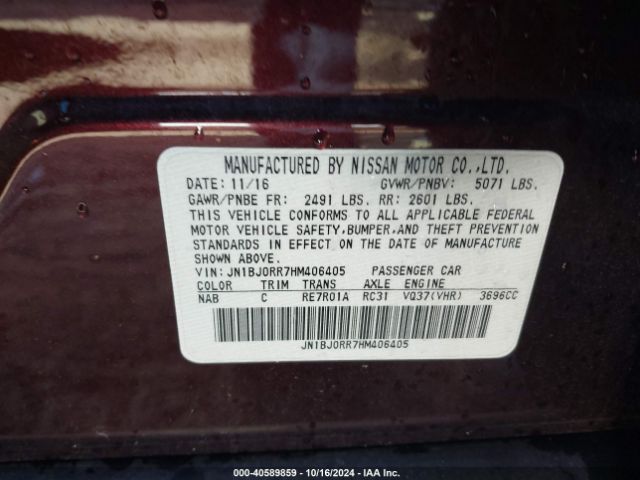 MANUFACTURED BY NISSAN MOTOR CO.,LTD.
DATE: 11/16 GVWR/PNBV: 5071 LBS.
GAWR/PNBE FR: 2491 LBS. RR: 2601 LBS.
THIS VEHICLE CONFORMS TO ALL APPLICABLE FEDERAL
MOTOR VEHICLE SAFETY,BUMPER,AND THEFT PREVENTION
STANDARDS IN EFFECT ON THE DATE OF MANUFACTURE
SHOWN ABOVE.
VIN: JN1BJ0RR7HM406405 PASSENGER CAR
COLOR TRIM TRANS AXLE ENGINE
NAB C RE7R01A RC31 VQ37(VHR) 3696CC
JN1BJ0RR7HM406405
000-40589859 - 10/16/2024 - IAA Inc.